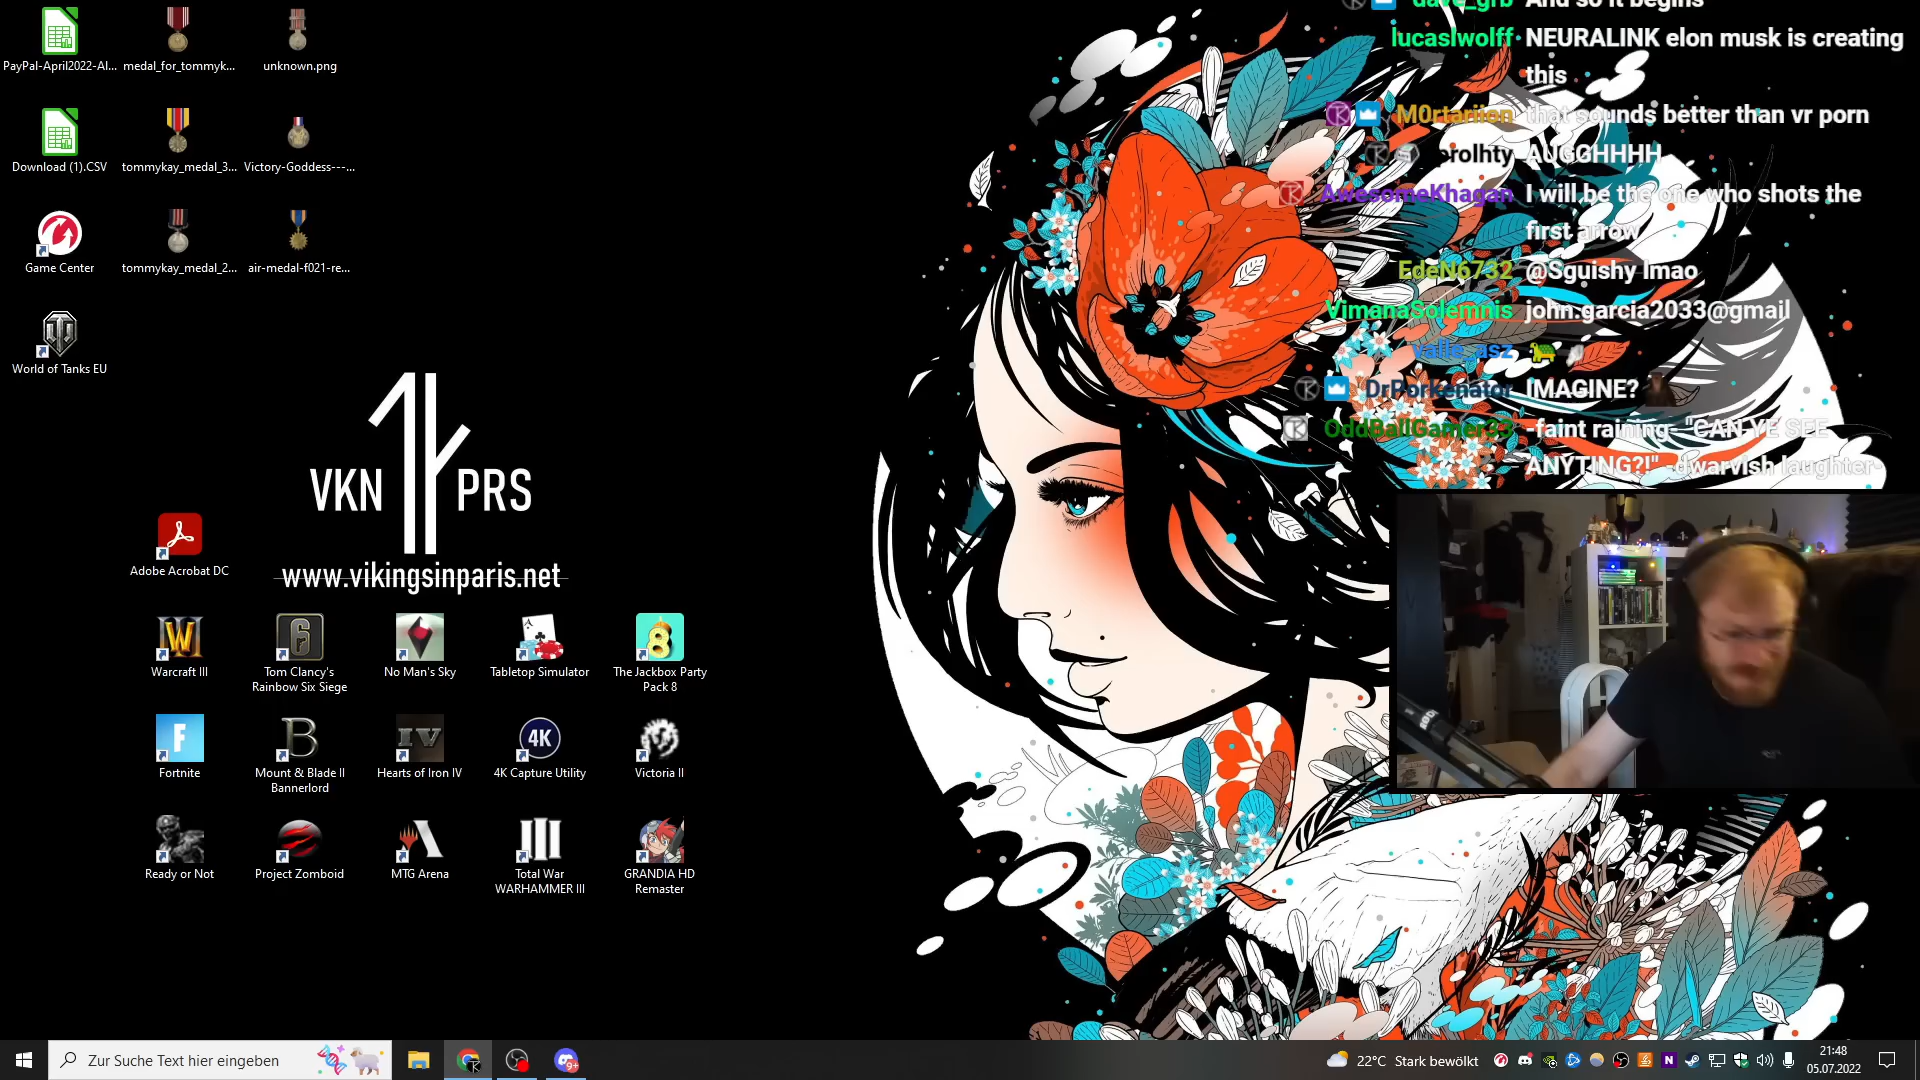 PayPal-April2022-Al...
medal_for_tommyk...
unknown.png
Download (1).CSV
tommykay_medal_3...
Victory-Goddess---...
Game Center
tommykay_medal_2...
air-medal-f021-re...
World of Tanks EU
VKN PRS
www.vikingsinparis.net
Adobe Acrobat DC
Warcraft III
Tom Clancy's
Rainbow Six Siege
No Man's Sky
Tabletop Simulator
The Jackbox Party
Pack 8
Fortnite
Mount & Blade II
Bannerlord
Hearts of Iron IV
4K
4K Capture Utility
Victoria II
Ready or Not
Project Zomboid
MTG Arena
Total War
WARHAMMER III
GRANDIA HD
Remaster
dave_grb And so it begins
lucaslwolff NEURALINK elon musk is creating
this
M0rtariion that sounds better than vr porn
orolhty AUGGHHHH
AwesomeKhagan I will be the one who shots the
first arrow
EdeN6732 @Sguishy lmao
VimanaSolemnis john.garcia2033@gmail
valle_asz
DrPorKenator IMAGINE?
OddBallGamer33 -faint raining- "CAN YE SEE
ANYTING?!" -dwarvish laughter-
Zur Suche Text hier eingeben
9+
22°C Stark bewölkt
21:48
05.07.2022